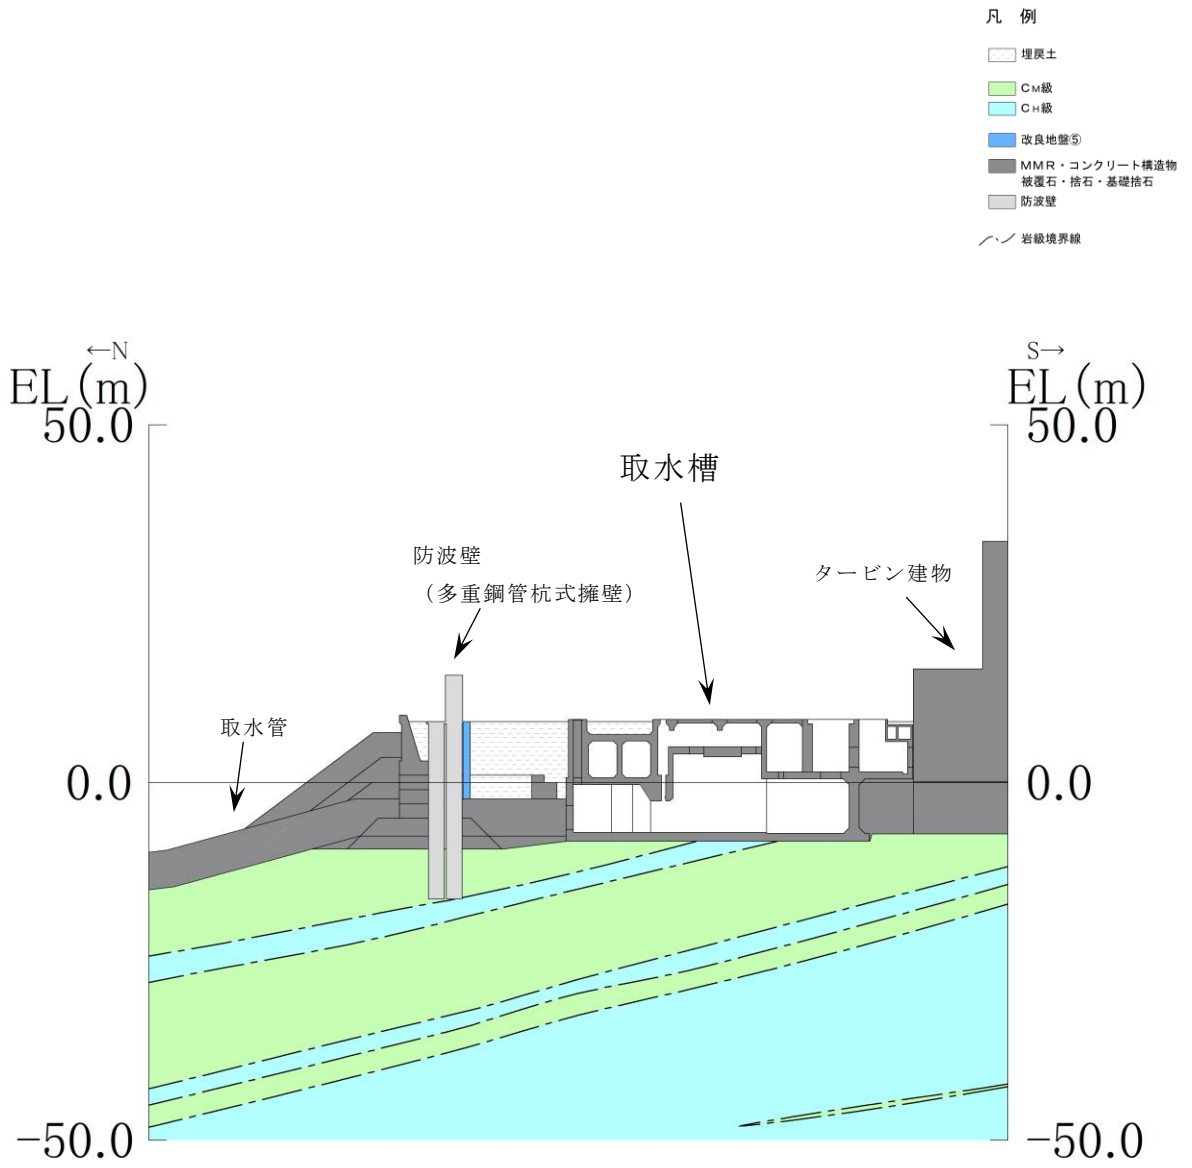 凡 例
埋戻土
CM級
CH級
改良地盤⑤
MMR・コンクリート構造物
被覆石・捨石・基礎捨石
防波壁
岩級境界線
←N
S→
EL(m)
EL(m)
50.0
50.0
取水槽
防波壁
（多重鋼管杭式擁壁）
タービン建物
取水管
0.0
0.0
-50.0
-50.0